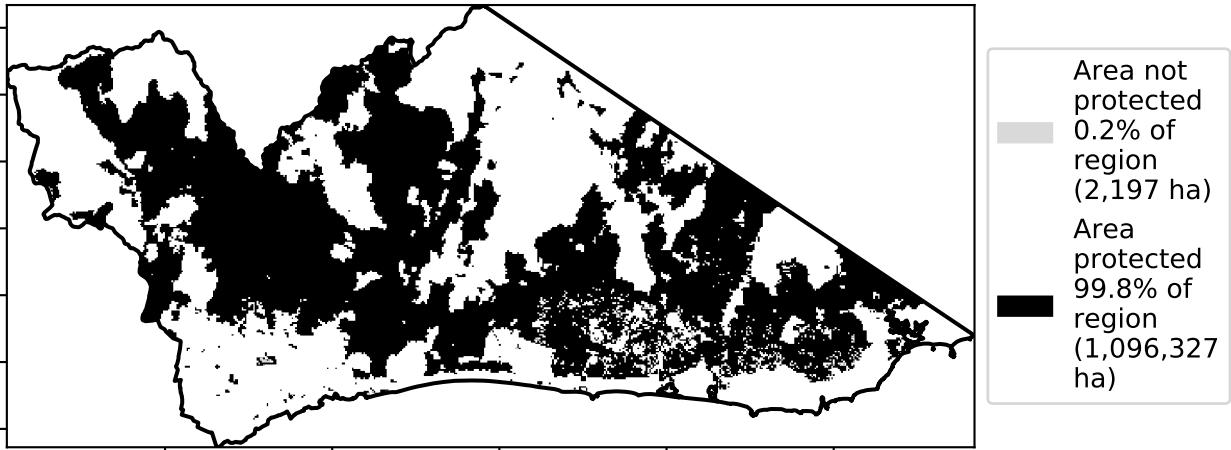 Area not
protected
0.2% of
region
(2,197 ha)
Area
protected
99.8% of
region
(1,096,327
ha)